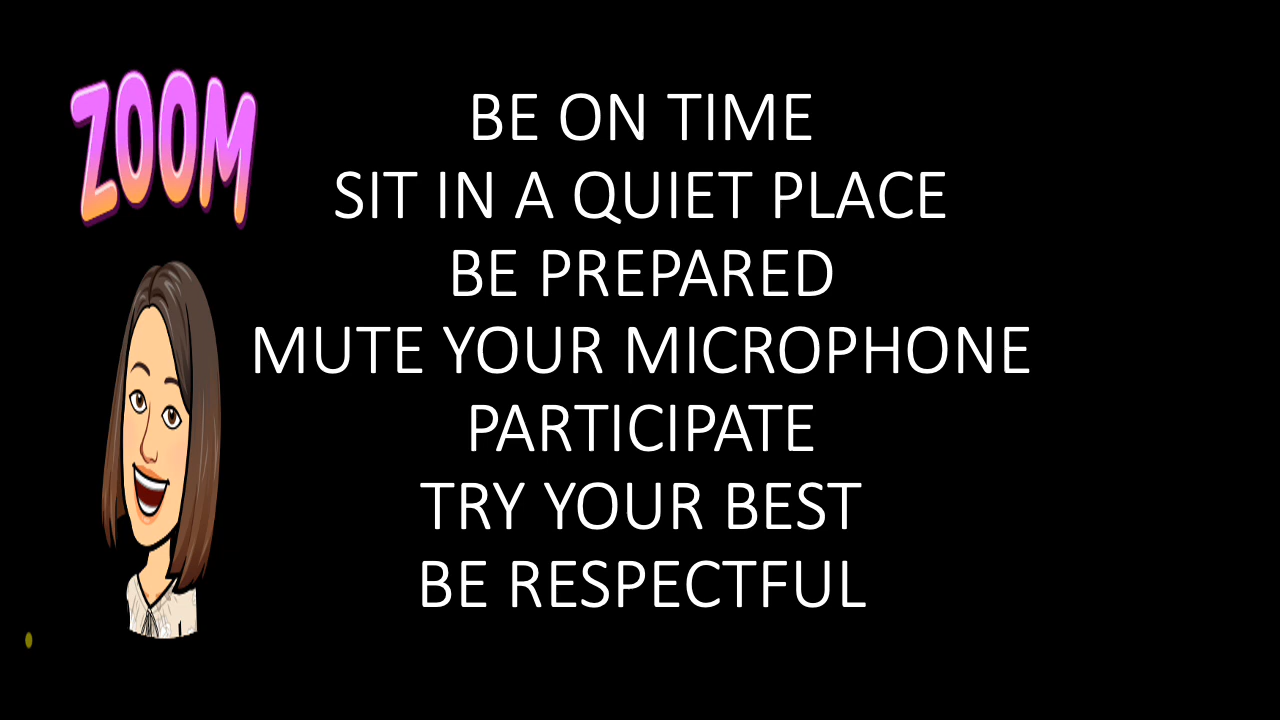 ZOOM
BE ON TIME
SIT IN A QUIET PLACE
BE PREPARED
MUTE YOUR MICROPHONE
PARTICIPATE
TRY YOUR BEST
BE RESPECTFUL